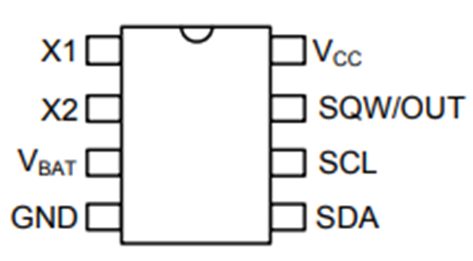 X1
X2
VBAT
GND
VCC
SQW/OUT
SCL
SDA